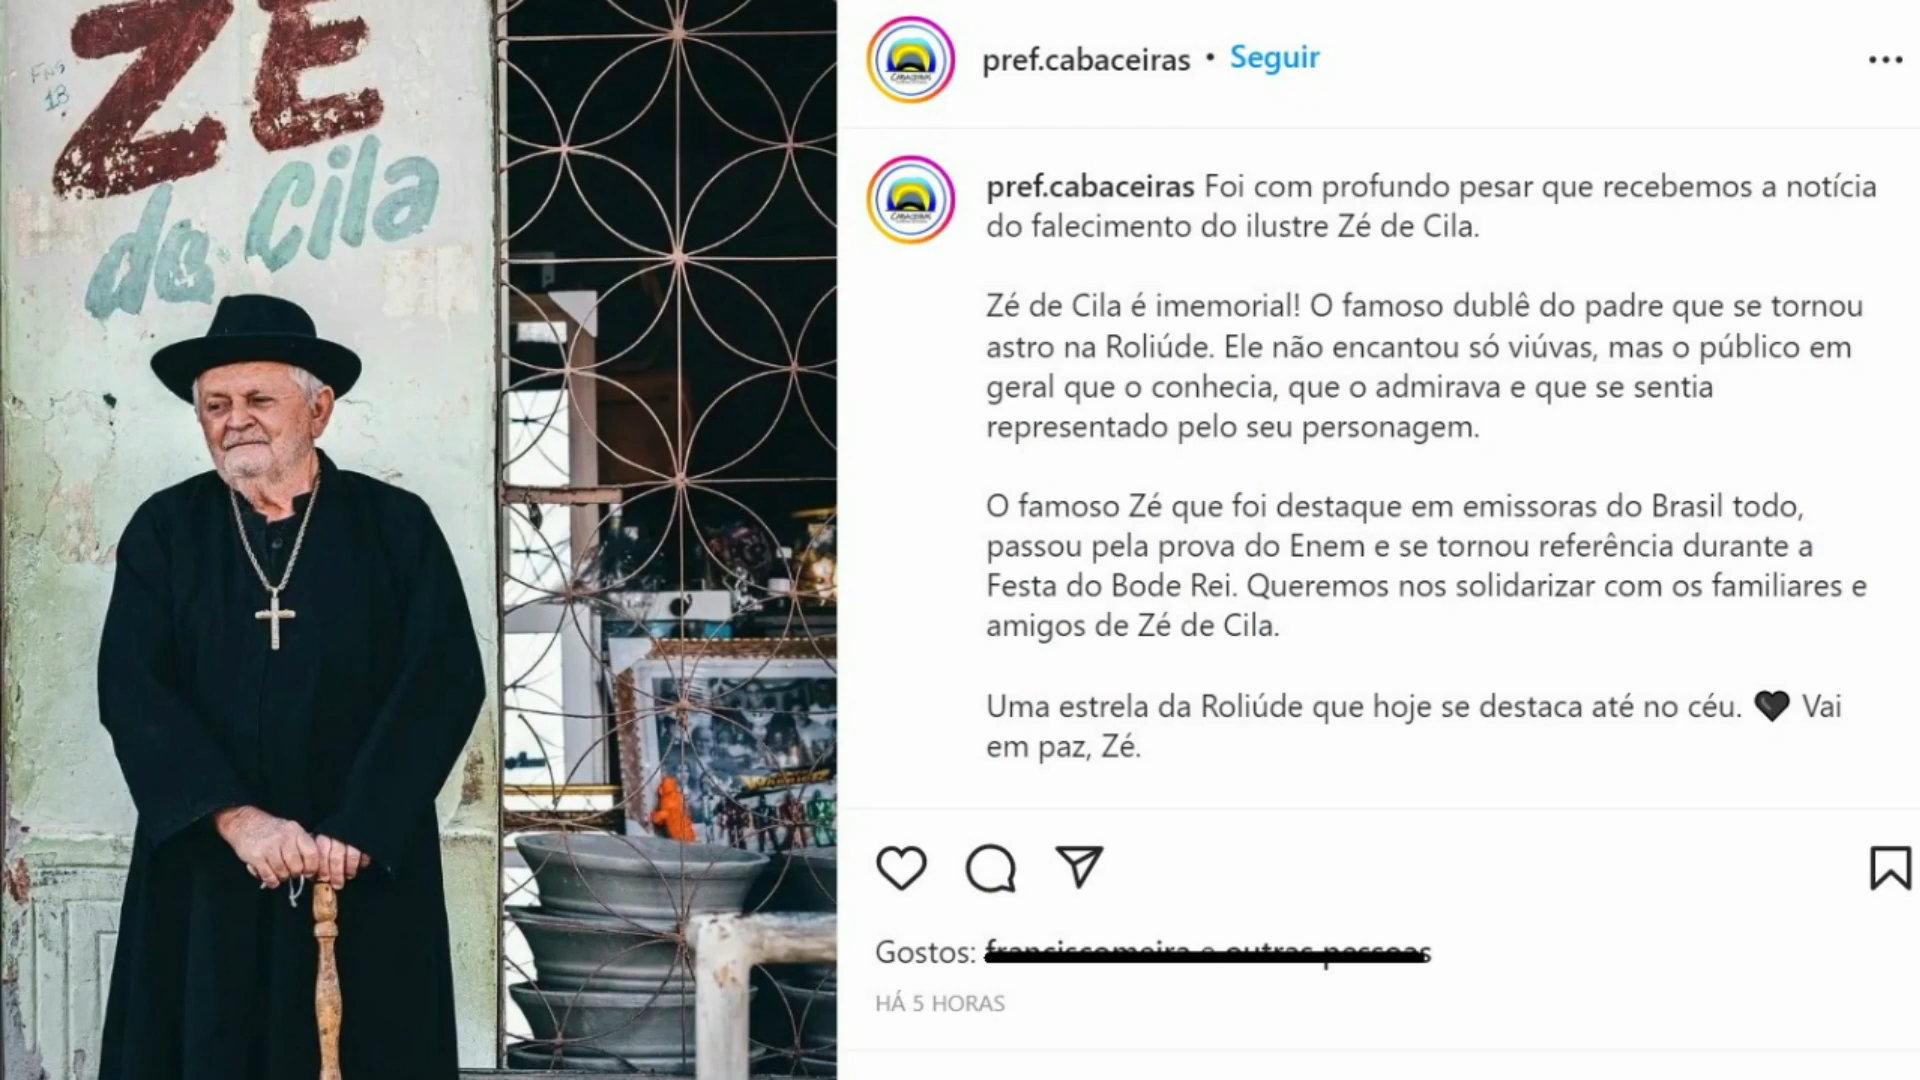 ZÉ
de Cila
FNS
13
pref.cabaceiras • Seguir
pref.cabaceiras Foi com profundo pesar que recebemos a notícia
do falecimento do ilustre Zé de Cila.
Zé de Cila é imemorial! O famoso dublê do padre que se tornou
astro na Roliúde. Ele não encantou só viúvas, mas o público em
geral que o conhecia, que o admirava e que se sentia
representado pelo seu personagem.
O famoso Zé que foi destaque em emissoras do Brasil todo,
passou pela prova do Enem e se tornou referência durante a
Festa do Bode Rei. Queremos nos solidarizar com os familiares e
amigos de Zé de Cila.
Uma estrela da Roliúde que hoje se destaca até no céu. 🖤 Vai
em paz, Zé.
Gostos:
HÁ 5 HORAS